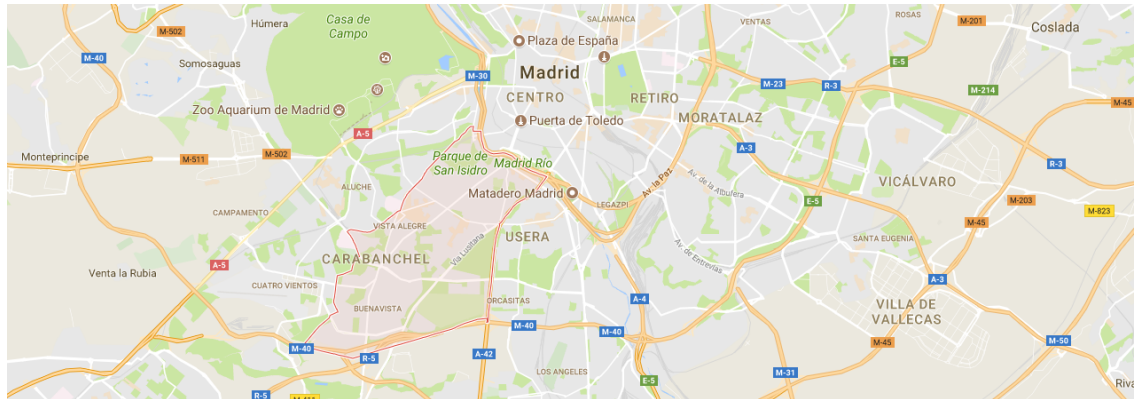 M-502
Húmera
Casa de
Campo
SALAMANCA
VENTAS
ROSAS
M-201
Coslada
M-40
Somosaguas
Plaza de España
E-5
M-30
Madrid
M-23
R-3
M-214
M-45
Zoo Aquarium de Madrid
CENTRO
RETIRO
MORATALAZ
Puerta de Toledo
A-5
A-3
Monteprincipe
M-511
M-502
Parque de
San Isidro
Madrid Río
R-3
ALUCHE
Matadero Madrid
Av. la Paz
Av. de la Albufera
VICÁLVARO
E-5
M-203
LEGAZPI
CAMPAMENTO
VISTA ALEGRE
M-45
M-823
USERA
Vía Lusitana
Av. de Entrevías
SANTA EUGENIA
CARABANCHEL
Venta la Rubia
A-5
A-3
CUATRO VIENTOS
ORCASITAS
A-4
BUENAVISTA
VILLA DE
VALLECAS
M-40
M-40
M-40
R-5
A-42
M-45
M-50
LOS ANGELES
M-31
E-5
Riva
R-5